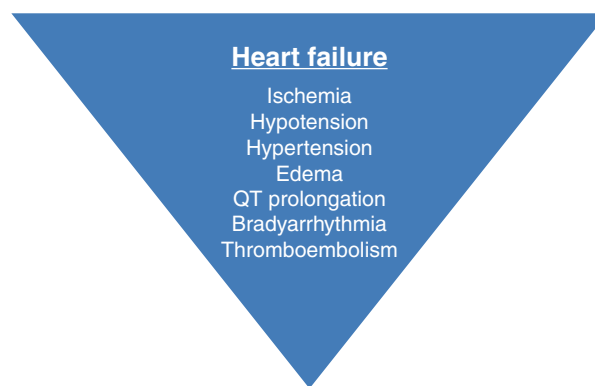 Heart failure
Ischemia
Hypotension
Hypertension
Edema
QT prolongation
Bradyarrhythmia
Thromboembolism